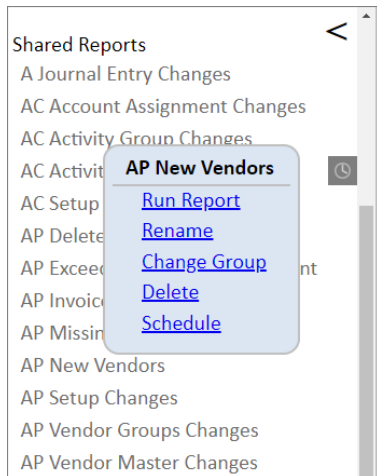 <
Shared Reports
A Journal Entry Changes
AC Account Assignment Changes
AC Activity Group Changes
AC Activit
AC Setup
AP Delete
AP Exceed nt
AP Invoic
AP Missin
AP New Vendors
Run Report
Rename
Change Group
Delete
Schedule
AP New Vendors
AP Setup Changes
AP Vendor Groups Changes
AP Vendor Master Changes